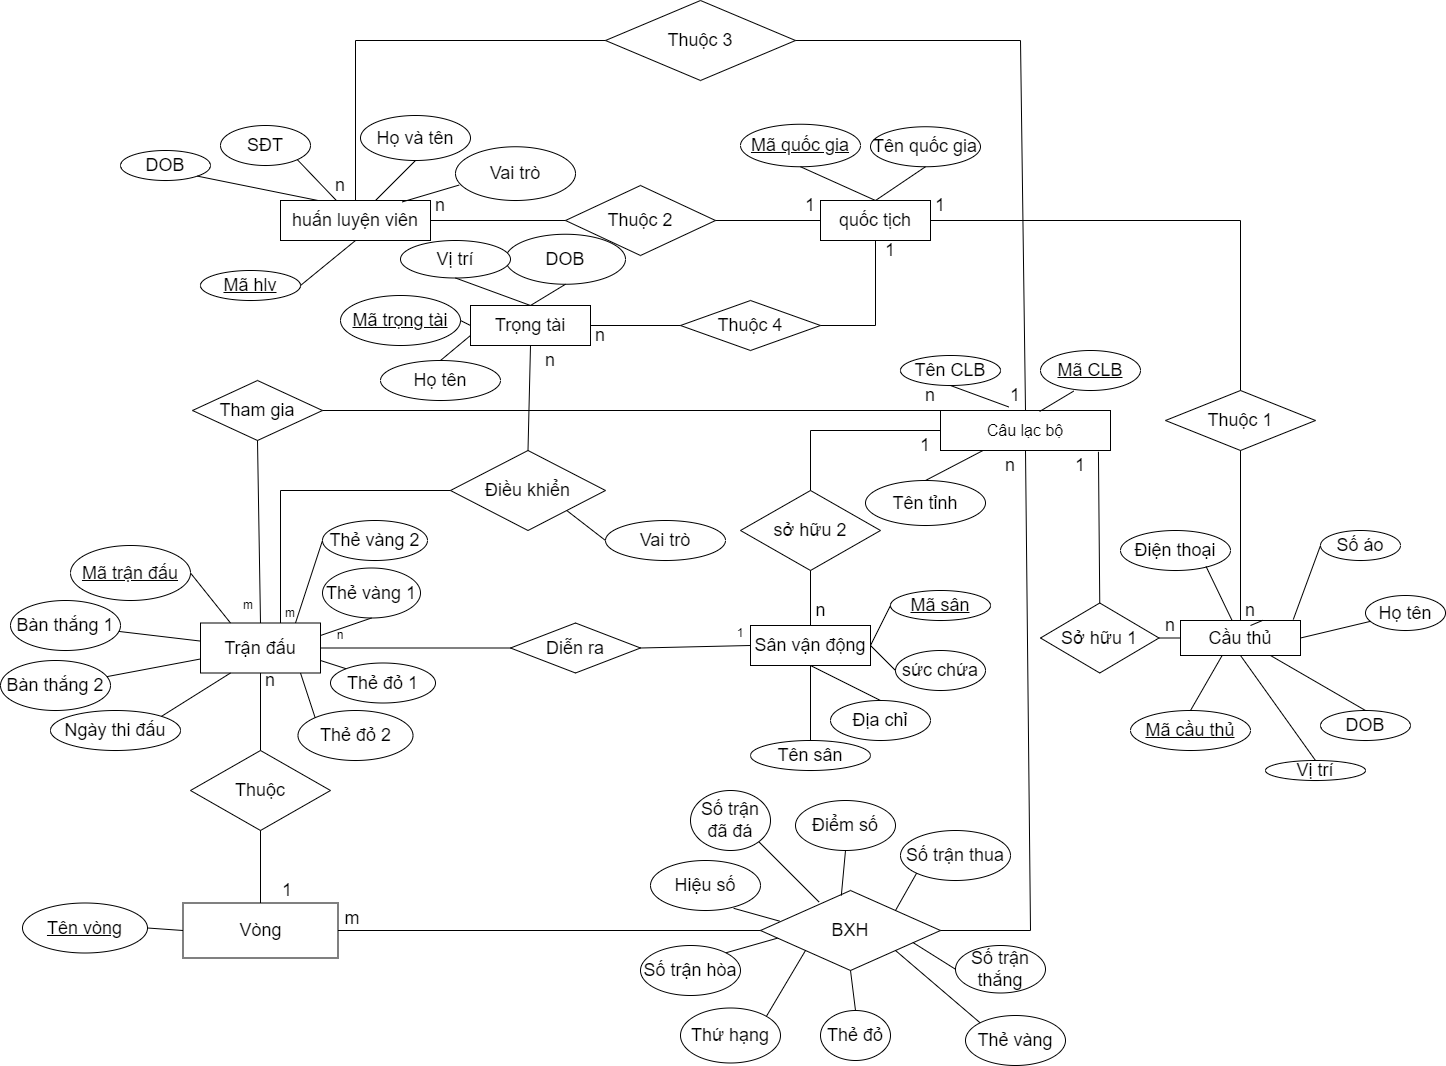 Thuộc 3
Họ và tên
SĐT
DOB
Vai trò
Mã quốc gia
Tên quốc gia
n
n
1
1
huấn luyện viên
Thuộc 2
quốc tịch
1
Mã hlv
Vị trí
DOB
Mã trọng tài
Trọng tài
n
Thuộc 4
n
Họ tên
Tên CLB
Mã CLB
n
1
Tham gia
Thuộc 1
Câu lạc bộ
1
n
1
Điều khiển
Tên tỉnh
sở hữu 2
Vai trò
Thẻ vàng 2
Điện thoại
Số áo
Mã trận đấu
Thẻ vàng 1
m
m
n
Mã sân
n
Họ tên
Bàn thắng 1
n
1
n
Trận đấu
Diễn ra
Sân vận động
Sở hữu 1
Cầu thủ
sức chứa
Bàn thắng 2
n
Thẻ đỏ 1
Địa chỉ
Ngày thi đấu
Thẻ đỏ 2
Mã cầu thủ
DOB
Tên sân
Vị trí
Thuộc
Số trận
đã đá
Điểm số
Số trận thua
Hiệu số
1
m
Tên vòng
Vòng
BXH
Số trận hòa
Số trận
thắng
Thứ hạng
Thẻ đỏ
Thẻ vàng